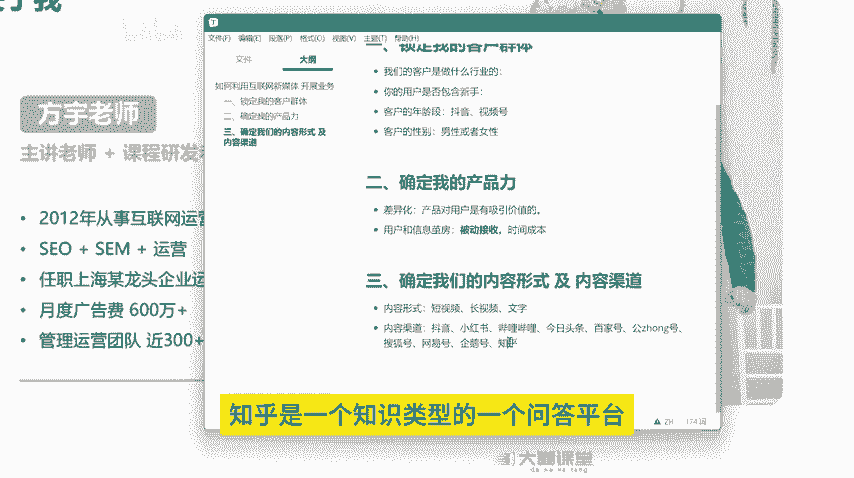 于我
方宇老师
主讲老师 + 课程研发
2012年从事互联网运营
SEO + SEM + 运营
任职上海某龙头企业运
月度广告费 600万+
管理运营团队 近300+
文件(F) 编辑(E) 段落(P) 格式(O) 视图(V) 主题(T) 帮助(H)
文件 大纲
如何利用互联网新媒体 开展业务
一、锁定我的客户群体
二、确定我的产品力
三、确定我们的内容形式 及
内容渠道
一、锁定我的客户群体
我们的客户是做什么行业的：
你的用户是否包含新手：
客户的年龄段：抖音、视频号
客户的性别：男性或者女性
二、确定我的产品力
差异化：产品对用户是有吸引价值的。
用户和信息茧房：被动接收，时间成本
三、确定我们的内容形式 及 内容渠道
内容形式：短视频、长视频、文字
内容渠道：抖音、小红书、哔哩哔哩、今日头条、百家号、公zhong号、
搜狐号、网易号、企鹅号、知乎
ZH 174 词
知乎是一个知识类型的一个问答平台